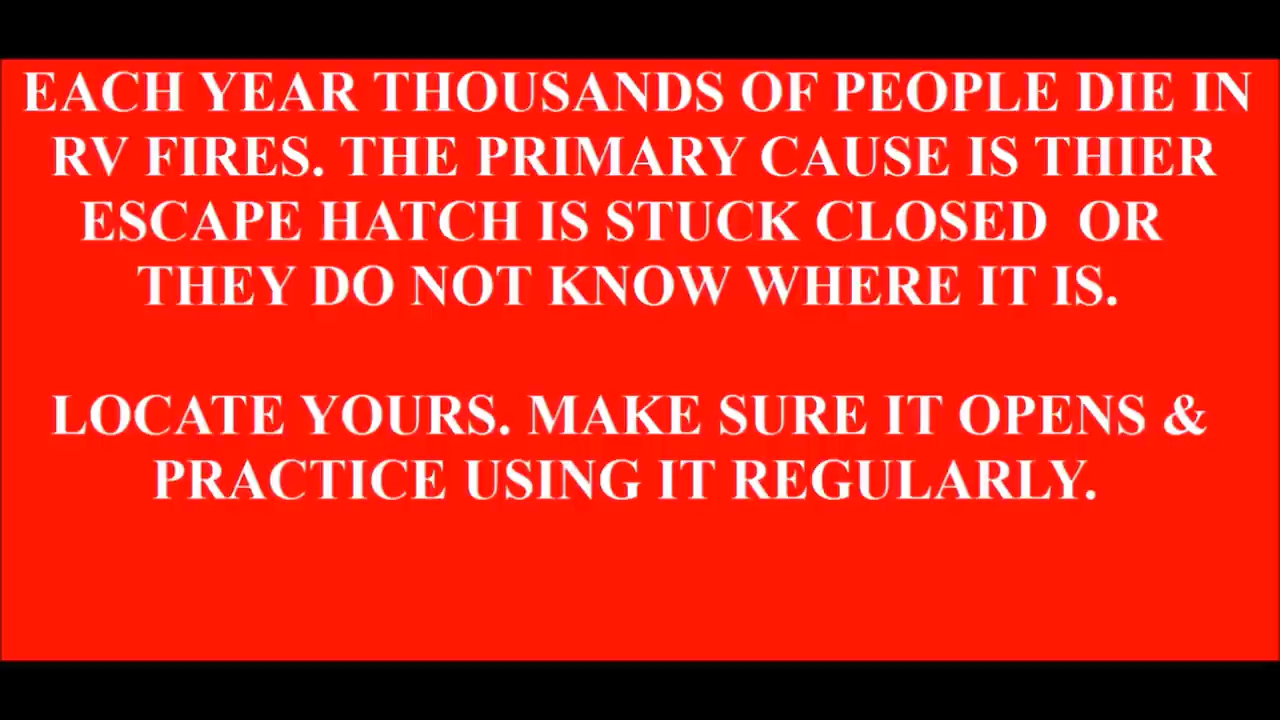 EACH YEAR THOUSANDS OF PEOPLE DIE IN
RV FIRES. THE PRIMARY CAUSE IS THIER
ESCAPE HATCH IS STUCK CLOSED  OR
THEY DO NOT KNOW WHERE IT IS.
LOCATE YOURS. MAKE SURE IT OPENS &
PRACTICE USING IT REGULARLY.